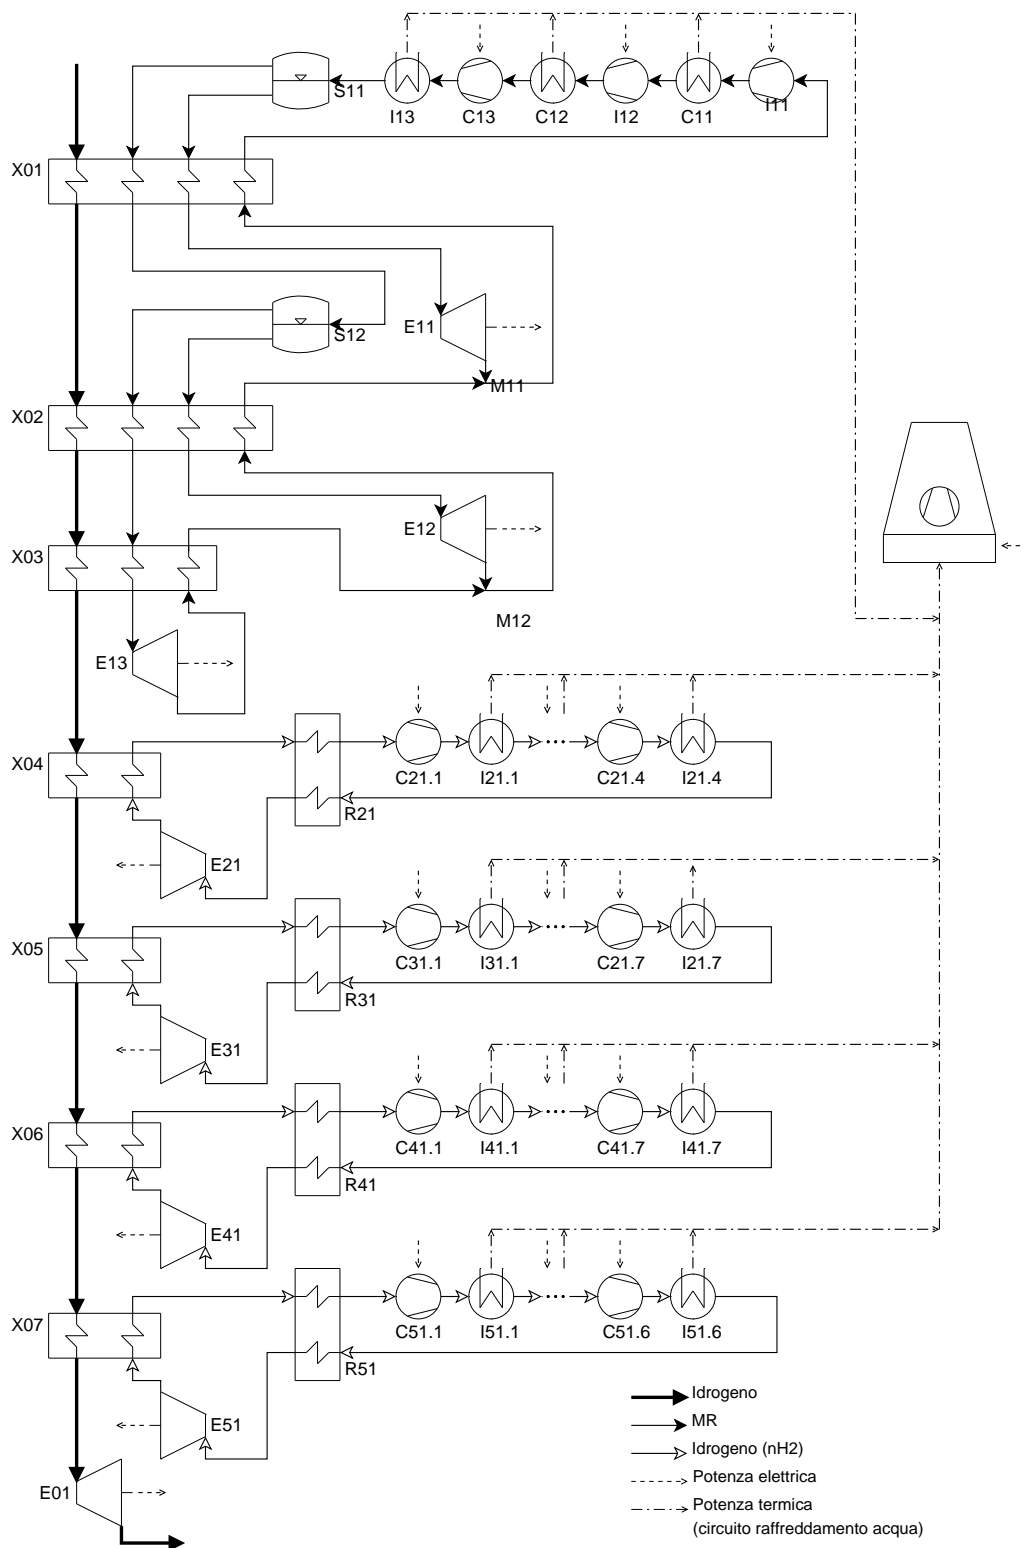 S11
I13
C13
C12
I12
C11
I11
X01
E11
S12
M11
X02
E12
X03
M12
E13
X04
C21.1
I21.1
C21.4
I21.4
R21
E21
X05
C31.1
I31.1
C21.7
I21.7
R31
E31
X06
C41.1
I41.1
C41.7
I41.7
R41
E41
X07
C51.1
I51.1
C51.6
I51.6
R51
E51
E01
Idrogeno
MR
Idrogeno (nH2)
Potenza elettrica
Potenza termica
(circuito raffreddamento acqua)